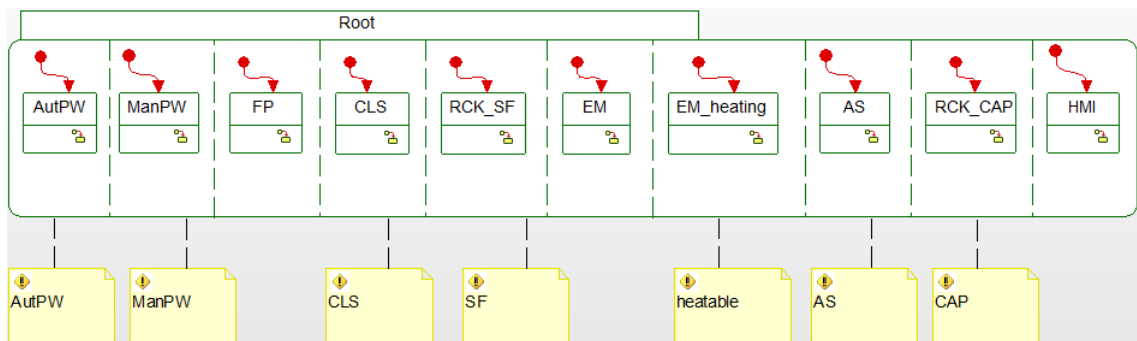 Root
AutPW
ManPW
FP
CLS
RCK_SF
EM
EM_heating
AS
RCK_CAP
HMI
AutPW
ManPW
CLS
SF
heatable
AS
CAP